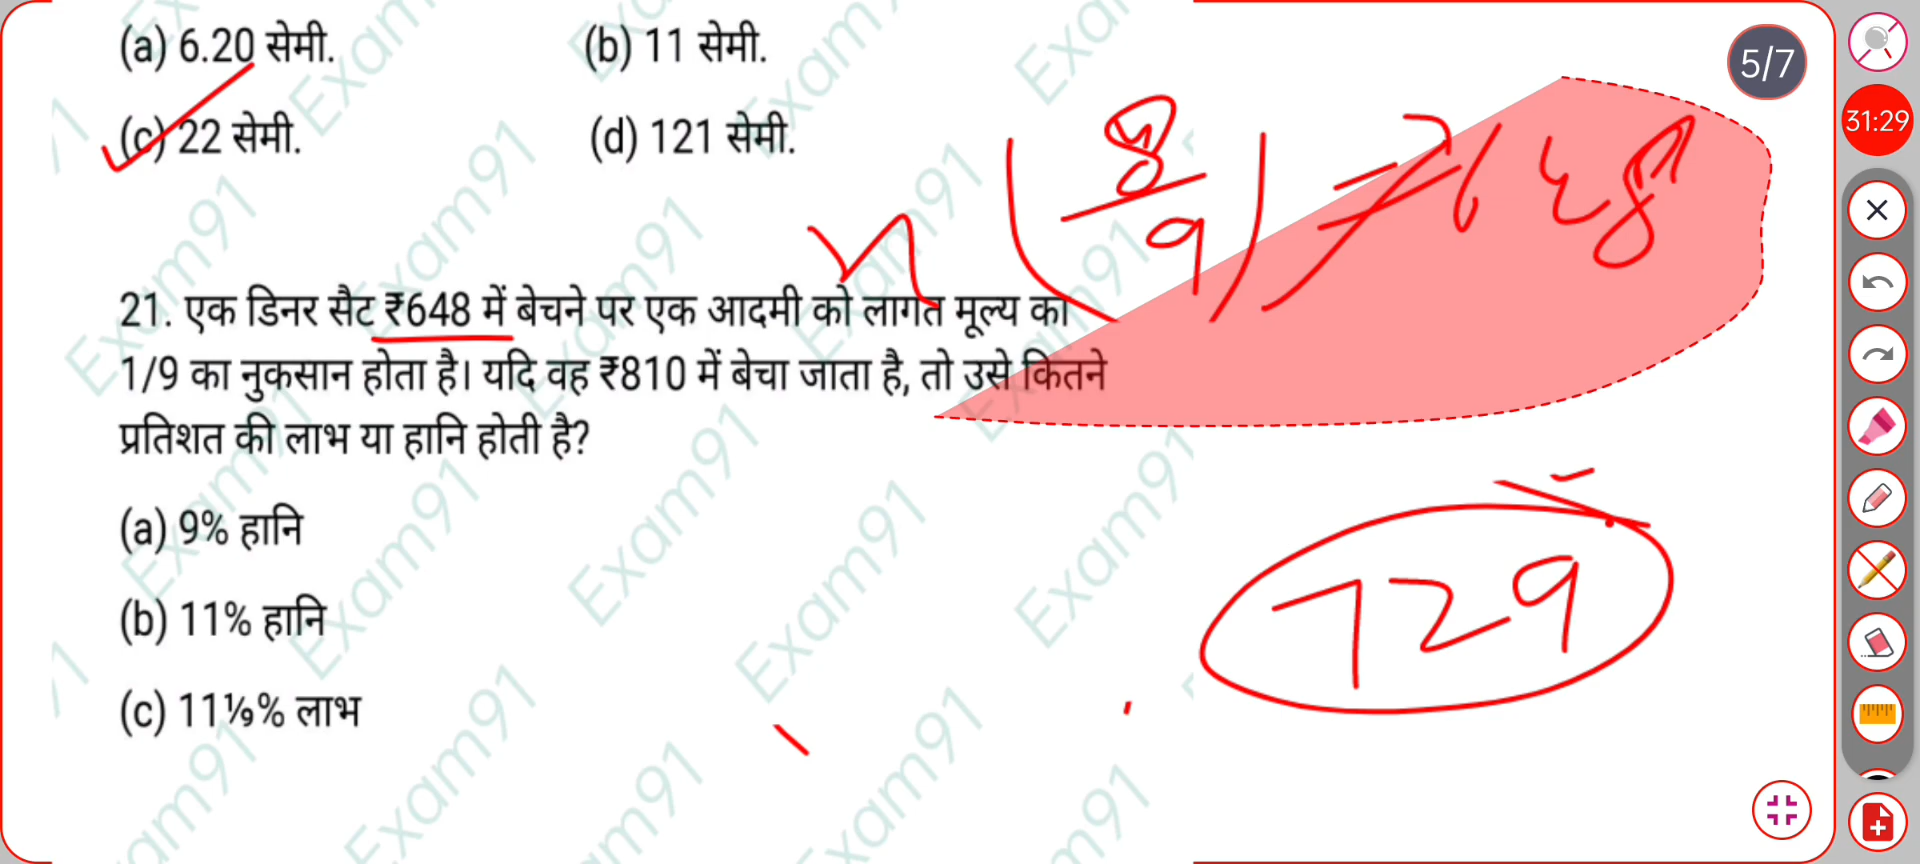 (a) 6.20 सेमी. (b) 11 सेमी.
(c) 22 सेमी. (d) 121 सेमी.
5/7
31:29
x (8/9) = 648
21. एक डिनर सैट ₹648 में बेचने पर एक आदमी को लागत मूल्य का
1/9 का नुकसान होता है। यदि वह ₹810 में बेचा जाता है, तो उसे कितने
प्रतिशत की लाभ या हानि होती है?
729
(a) 9% हानि
(b) 11% हानि
(c) 11⅑% लाभ
Exam91